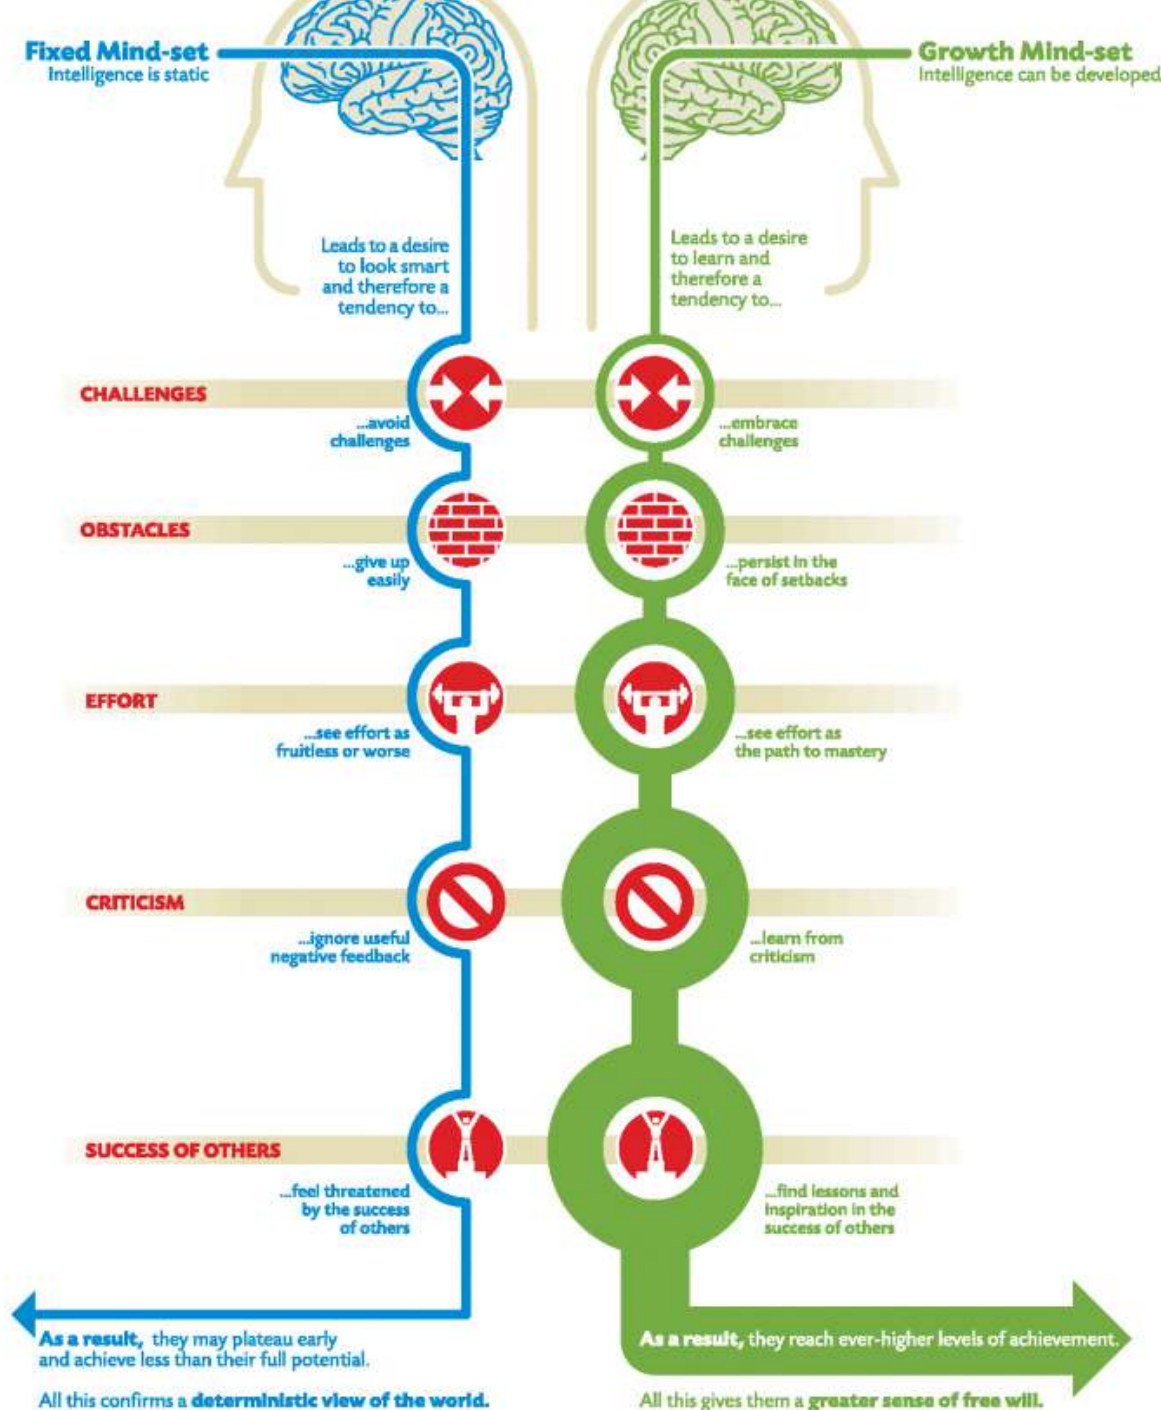 Fixed Mind-set
Intelligence is static
Growth Mind-set
Intelligence can be developed
Leads to a desire
to look smart
and therefore a
tendency to...
Leads to a desire
to learn and
therefore a
tendency to...
CHALLENGES
...avoid
challenges
...embrace
challenges
OBSTACLES
...give up
easily
...persist in the
face of setbacks
EFFORT
...see effort as
fruitless or worse
...see effort as
the path to mastery
CRITICISM
...ignore useful
negative feedback
...learn from
criticism
SUCCESS OF OTHERS
...feel threatened
by the success
of others
...find lessons and
inspiration in the
success of others
As a result, they may plateau early
and achieve less than their full potential.
All this confirms a deterministic view of the world.
As a result, they reach ever-higher levels of achievement.
All this gives them a greater sense of free will.